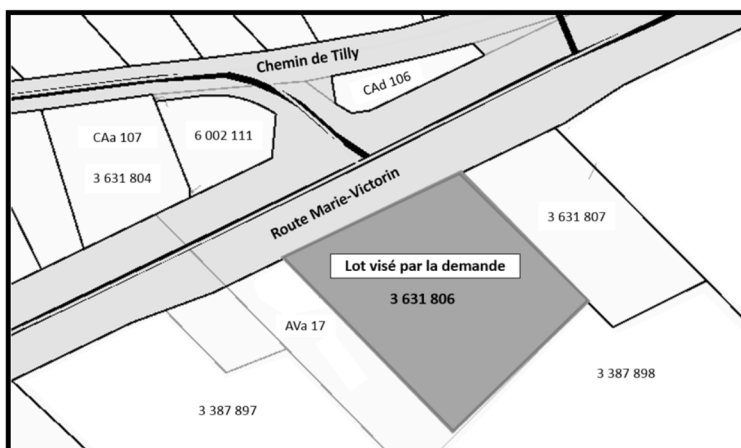 Chemin de Tilly
CAd 106
CAa 107
6 002 111
3 631 804
Route Marie-Victorin
3 631 807
Lot visé par la demande
3 631 806
AVa 17
3 387 898
3 387 897